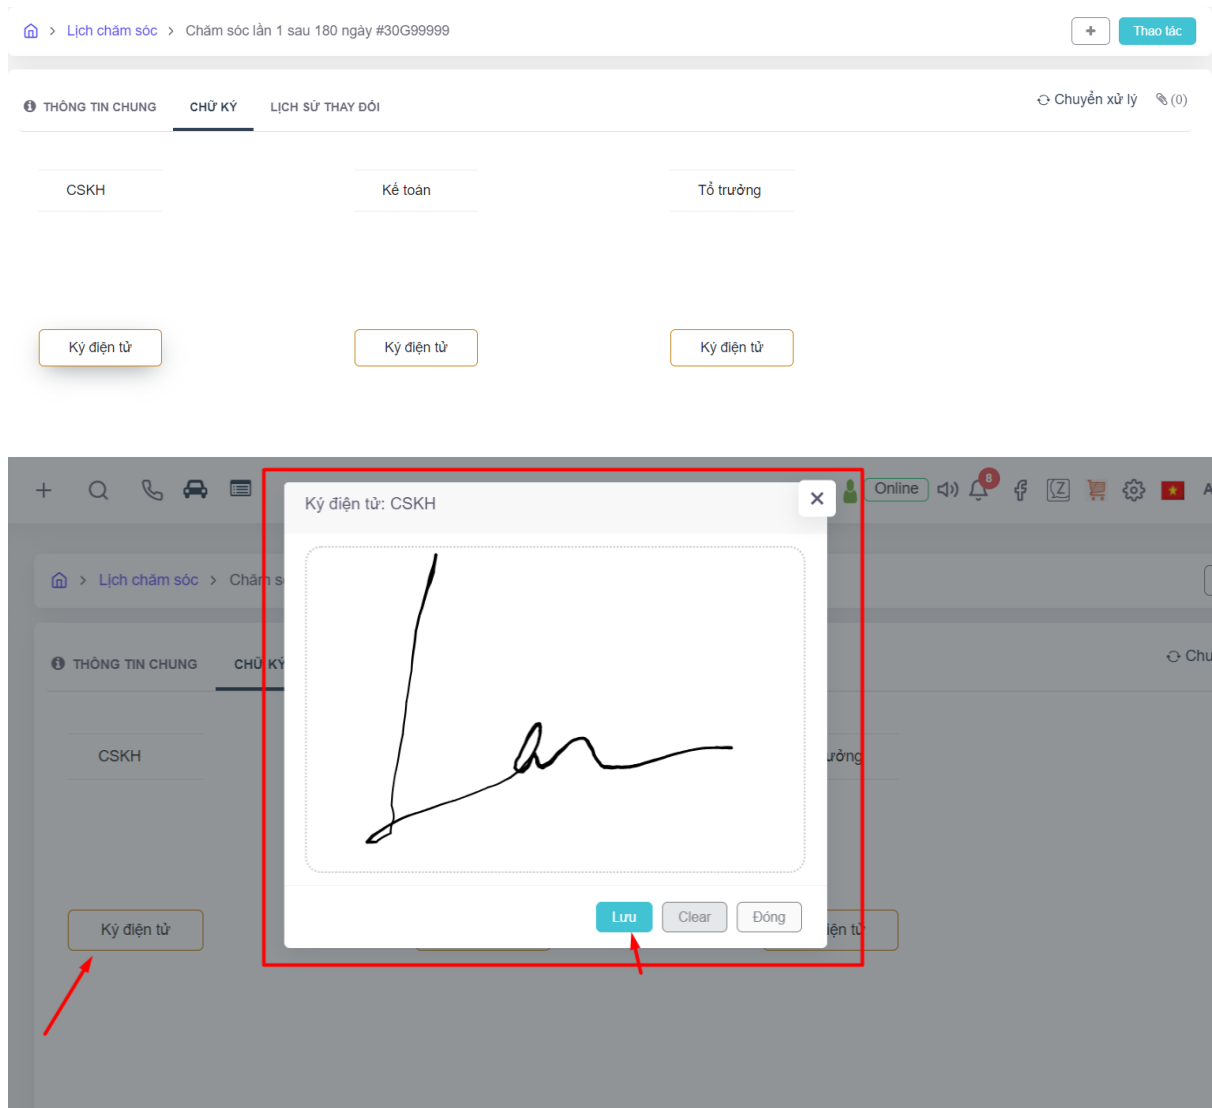 Lịch chăm sóc > Chăm sóc lần 1 sau 180 ngày #30G99999
+ Thao tác
THÔNG TIN CHUNG CHỮ KÝ LỊCH SỬ THAY ĐỔI Chuyển xử lý (0)
CSKH Kế toán Tổ trưởng
Ký điện tử Ký điện tử Ký điện tử
Online 8 Z A
Ký điện tử: CSKH
Lịch chăm sóc > Chăm s
THÔNG TIN CHUNG CHỮ KÝ Chu
CSKH ưởng
Lan
Lưu Clear Đóng
Ký điện tử iện tử